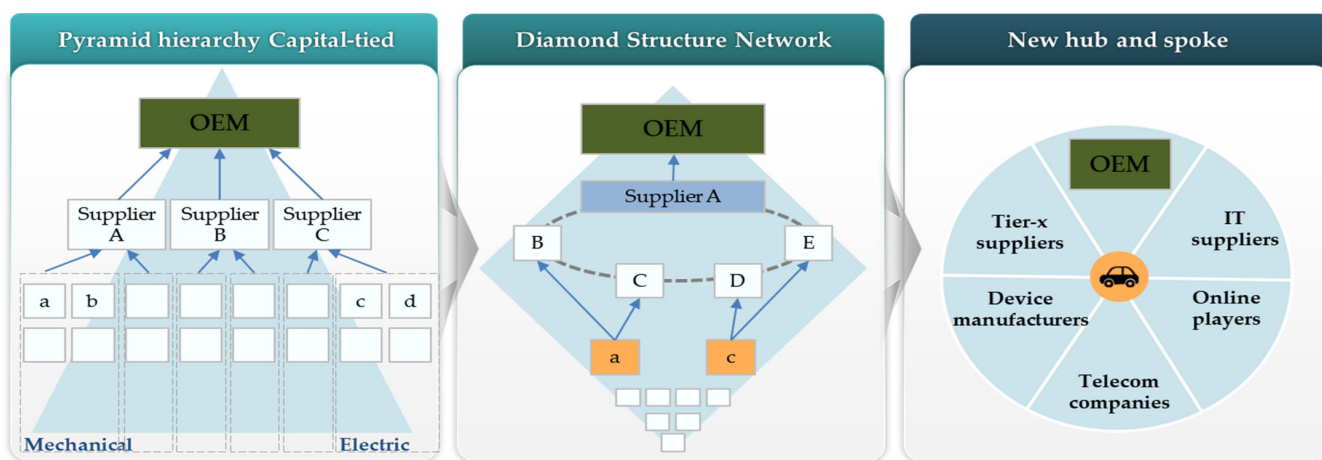 Pyramid hierarchy Capital-tied
OEM
Supplier
A
Supplier
B
Supplier
C
a
b
c
d
Mechanical
Electric
Diamond Structure Network
OEM
Supplier A
B
E
C
D
a
c
New hub and spoke
OEM
Tier-x
suppliers
IT
suppliers
Device
manufacturers
Online
players
Telecom
companies